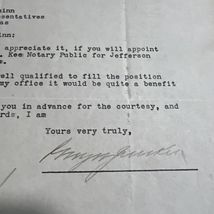 inn
esentatives
as
inn:
appreciate it, if you will appoint
Kee Notary Public for Jefferson
s.
ell qualified to fill the position
my office it would be quite a benefit
you in advance for the courtesy, and
rds, I am
Yours very truly,